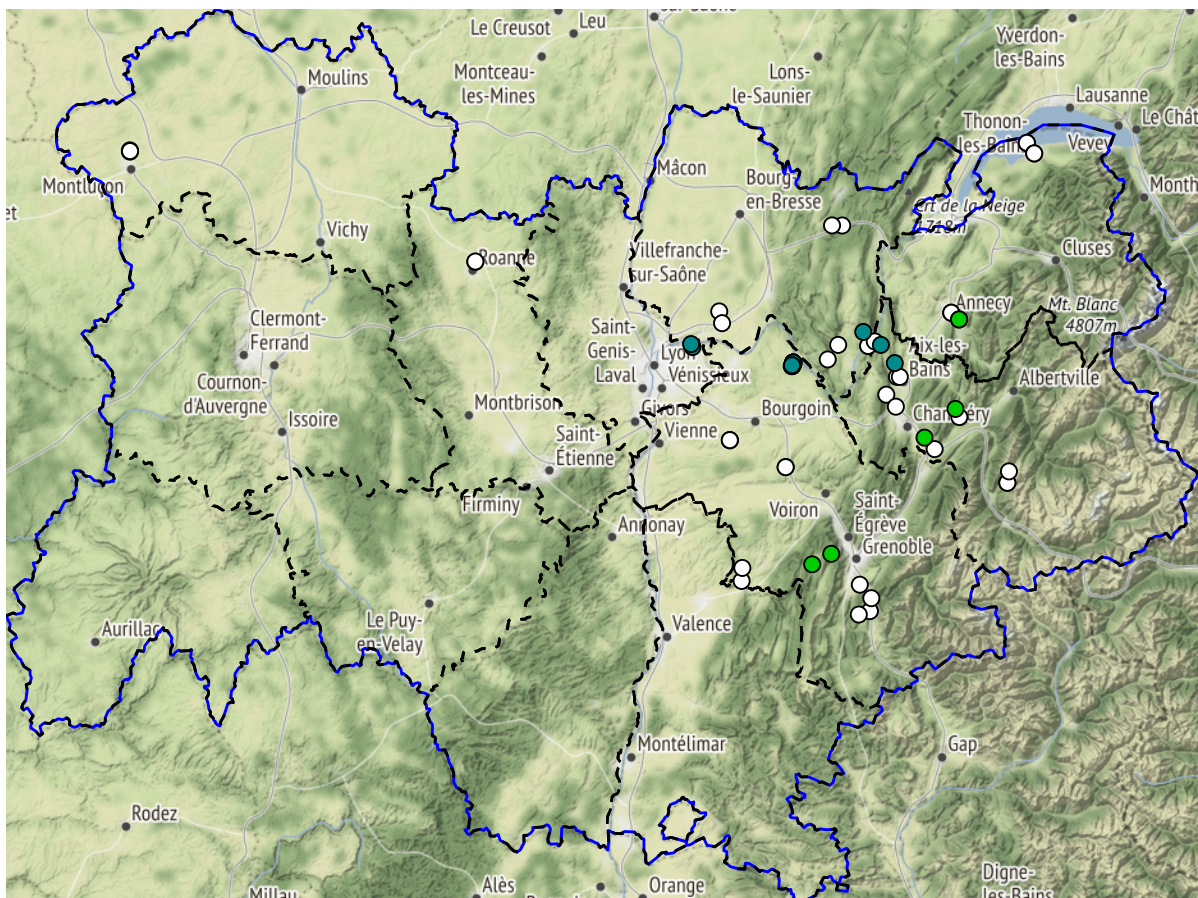 sur-Saône
Le Creusot
Leu
Yverdon-
les-Bains
Moulins
Montceau-
les-Mines
Lons-
le-Saunier
Lausanne
Le Chât
Thonon-
les-Bains
Vevey
Montluçon
Mâcon
Bourg-
en-Bresse
Month
et
Crt de la Neige
1718m
Vichy
Roanne
Villefranche-
sur-Saône
Cluses
Annecy
Mt. Blanc
4807m
Clermont-
Ferrand
Saint-
Genis-
Laval
Lyon
Vénissieux
Aix-les-
Bains
Albertville
Cournon-
d'Auvergne
Issoire
Montbrison
Givors
Bourgoin
Chambéry
Vienne
Saint-
Étienne
Firminy
Annonay
Voiron
Saint-
Égrève
Grenoble
Le Puy-
en-Velay
Aurillac
Valence
Montélimar
Gap
Rodez
Millau
Alès
Orange
Digne-
les-Bains